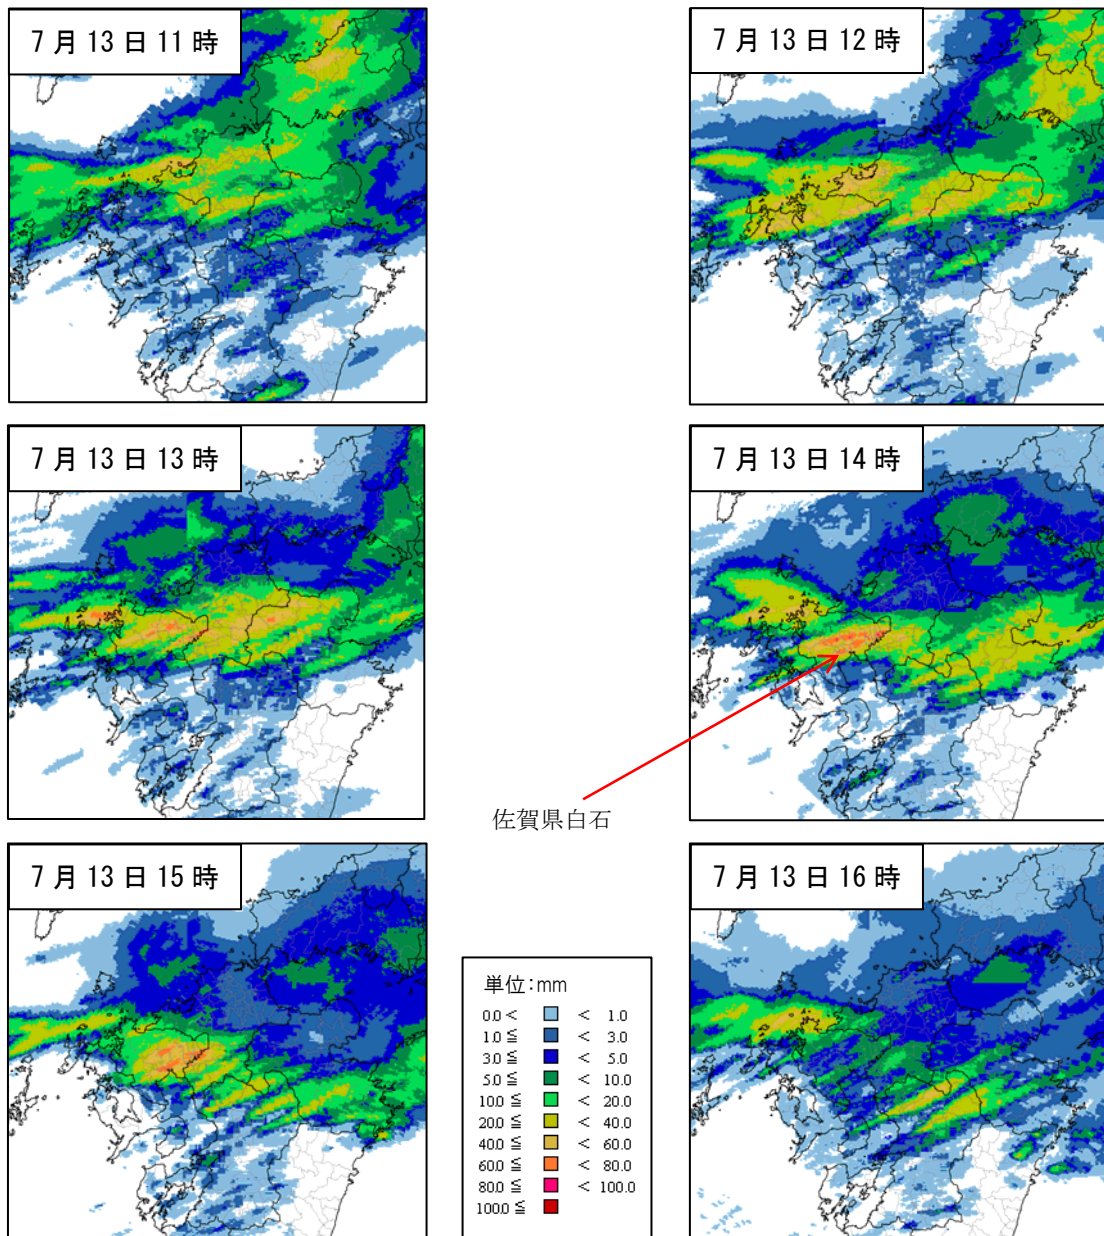 7月13日11時
7月13日12時
7月13日13時
7月13日14時
佐賀県白石
7月13日15時
7月13日16時
単位:mm
0.0 < < 1.0
1.0 ≦ < 3.0
3.0 ≦ < 5.0
5.0 ≦ < 10.0
10.0 ≦ < 20.0
20.0 ≦ < 40.0
40.0 ≦ < 60.0
60.0 ≦ < 80.0
80.0 ≦ < 100.0
100.0 ≦